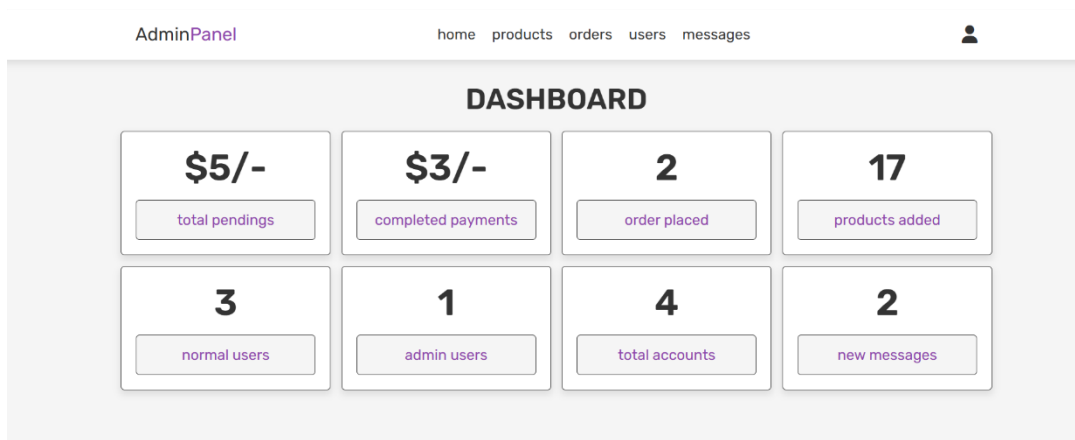 AdminPanel home products orders users messages
DASHBOARD
$5/- $3/- 2 17
total pendings completed payments order placed products added
3 1 4 2
normal users admin users total accounts new messages